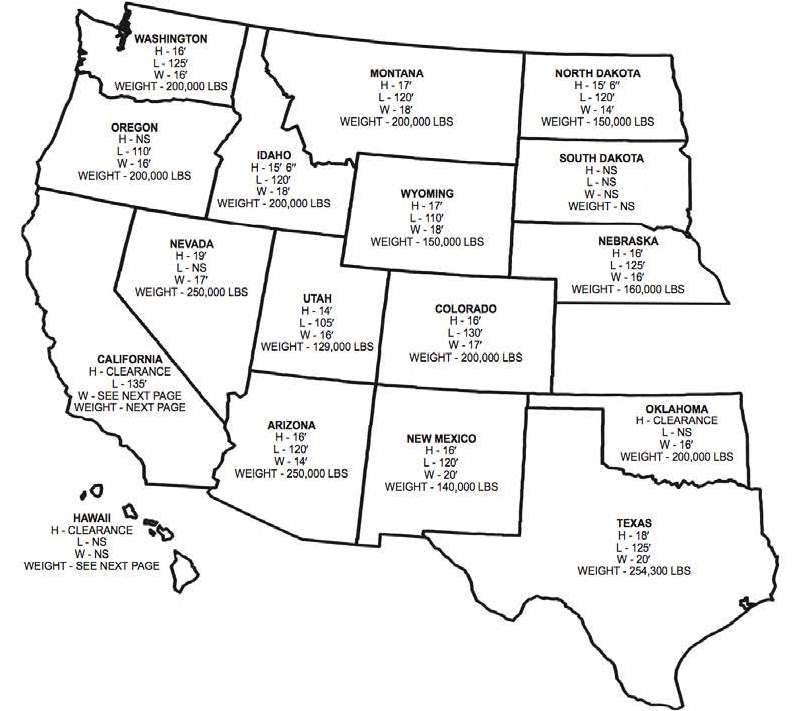 WASHINGTON
H - 16'
L - 125'
W - 16'
WEIGHT - 200,000 LBS
MONTANA
H - 17'
L - 120'
W - 18'
WEIGHT - 200,000 LBS
NORTH DAKOTA
H - 15' 6"
L - 120'
W - 14'
WEIGHT - 150,000 LBS
OREGON
H - NS
L - 110'
W - 16'
WEIGHT - 200,000 LBS
IDAHO
H - 15' 6"
L - 120'
W - 18'
WEIGHT - 200,000 LBS
SOUTH DAKOTA
H - NS
L - NS
W - NS
WEIGHT - NS
WYOMING
H - 17'
L - 110'
W - 18'
WEIGHT - 150,000 LBS
NEVADA
H - 19'
L - NS
W - 17'
WEIGHT - 250,000 LBS
NEBRASKA
H - 16'
L - 125'
W - 16'
WEIGHT - 160,000 LBS
UTAH
H - 14'
L - 105'
W - 16'
WEIGHT - 129,000 LBS
COLORADO
H - 16'
L - 130'
W - 17'
WEIGHT - 200,000 LBS
CALIFORNIA
H - CLEARANCE
L - 135'
W - SEE NEXT PAGE
WEIGHT - NEXT PAGE
ARIZONA
H - 16'
L - 120'
W - 14'
WEIGHT - 250,000 LBS
NEW MEXICO
H - 16'
L - 120'
W - 20'
WEIGHT - 140,000 LBS
OKLAHOMA
H - CLEARANCE
L - NS
W - 16'
WEIGHT - 200,000 LBS
HAWAII
H - CLEARANCE
L - NS
W - NS
WEIGHT - SEE NEXT PAGE
TEXAS
H - 18'
L - 125'
W - 20'
WEIGHT - 254,300 LBS